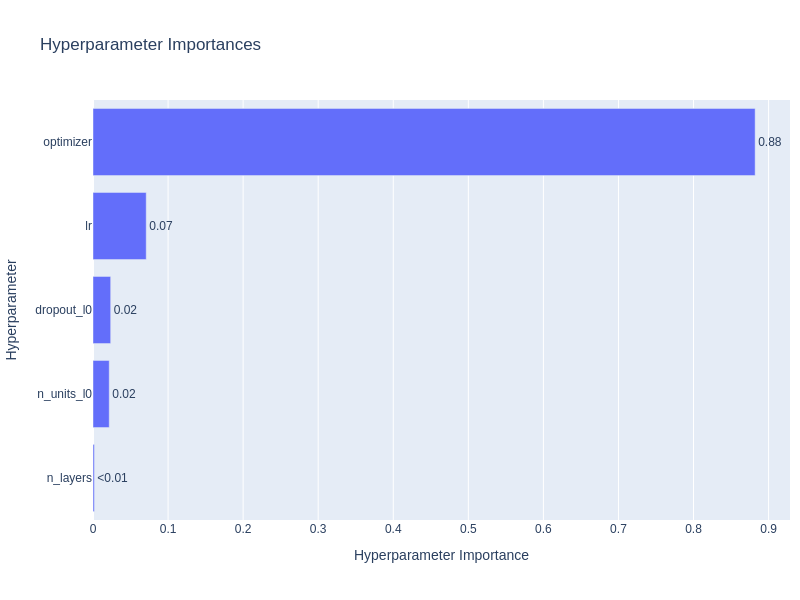 Hyperparameter Importances
Hyperparameter
optimizer
0.88
lr
0.07
dropout_l0
0.02
n_units_l0
0.02
n_layers
<0.01
0 0.1 0.2 0.3 0.4 0.5 0.6 0.7 0.8 0.9
Hyperparameter Importance